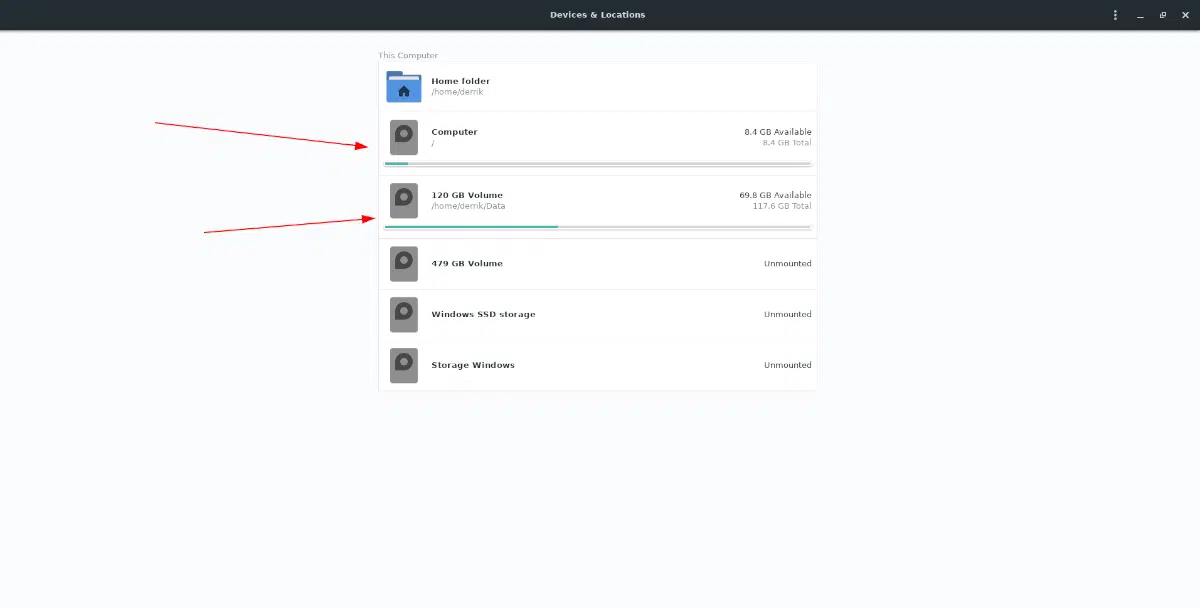 Devices & Locations
This Computer
Home folder
/home/derrik
Computer
8.4 GB Available
/
8.4 GB Total
120 GB Volume
69.8 GB Available
/home/derrik/Data
117.6 GB Total
479 GB Volume
Unmounted
Windows SSD storage
Unmounted
Storage Windows
Unmounted